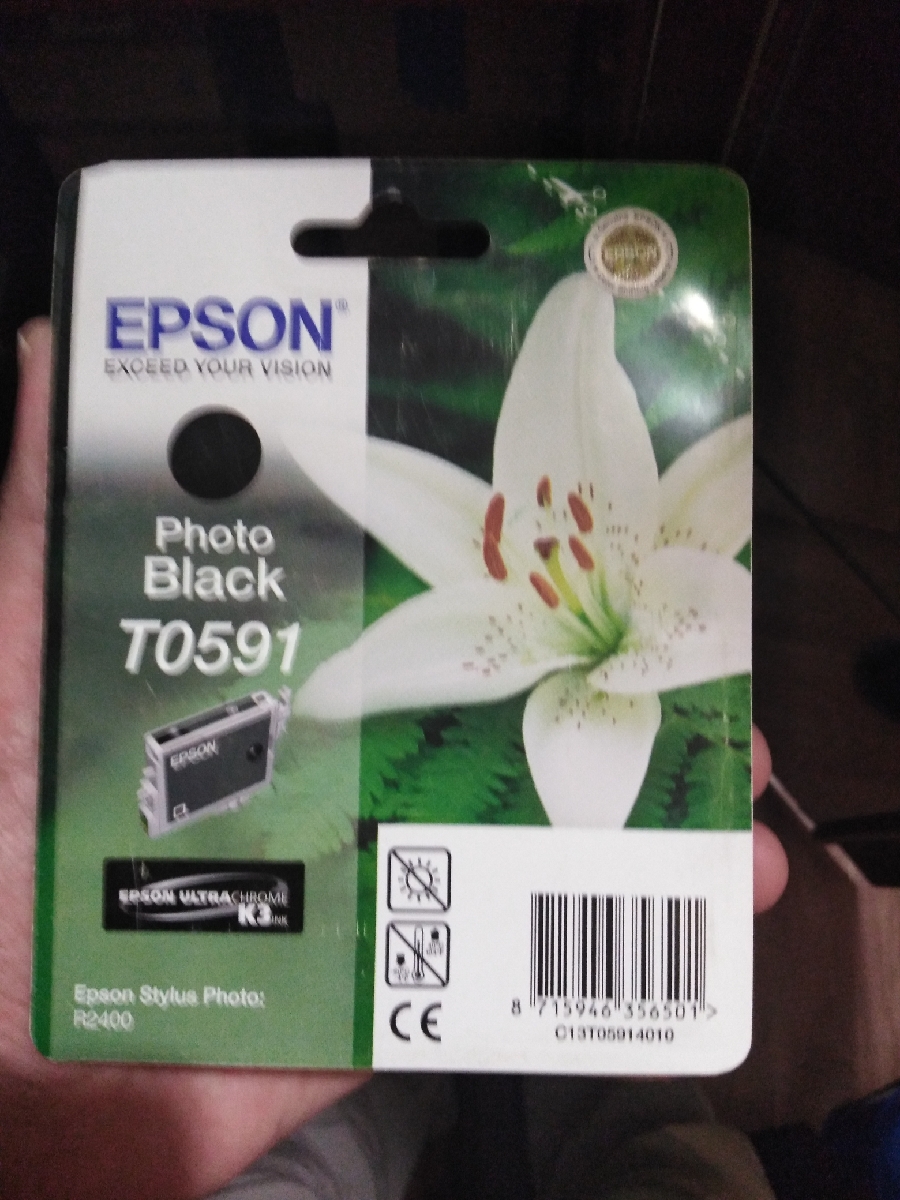 EPSON®
EXCEED YOUR VISION
EPSON
Photo
Black
T0591
EPSON
EPSON ULTRACHROME
K3 INK
Epson Stylus Photo:
R2400
CE
8 715946 356501 >
C13T05914010